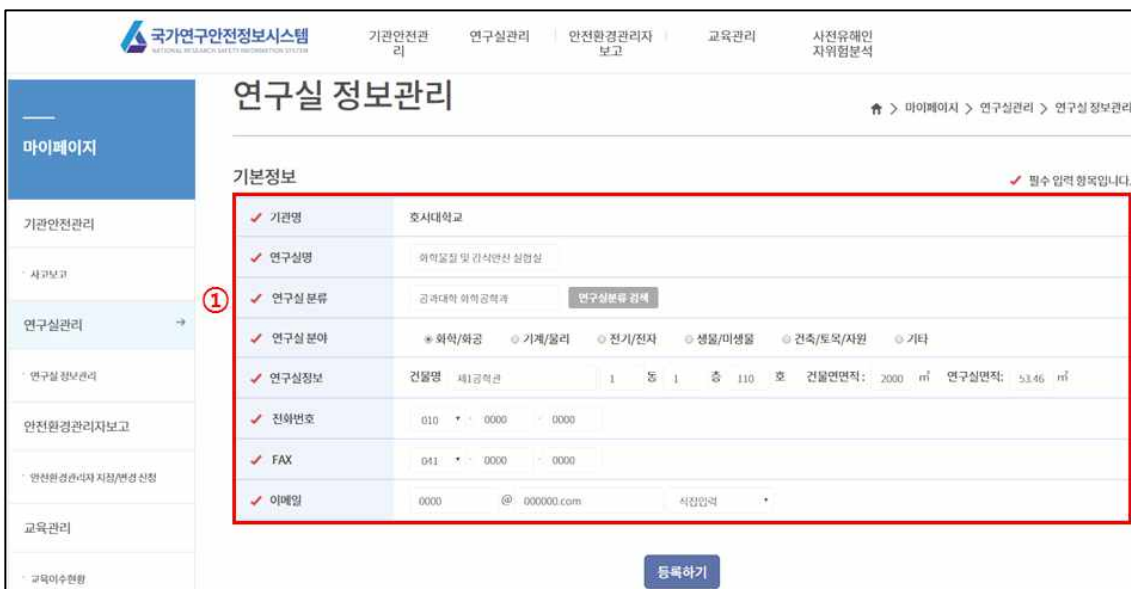 국가연구안전정보시스템
NATIONAL RESEARCH SAFETY INFORMATION SYSTEM
기관안전관리
연구실관리
안전환경관리자 보고
교육관리
사전유해인자위험분석
연구실 정보관리
마이페이지 > 연구실관리 > 연구실 정보관리
마이페이지
기본정보
✓ 필수 입력 항목입니다.
기관안전관리
· 사고보고
연구실관리 →
· 연구실 정보관리
안전환경관리자보고
· 안전환경관리자 지정/변경 신청
교육관리
· 교육이수현황
①
✓ 기관명 호서대학교
✓ 연구실명 화학물질 및 감식안전 실험실
✓ 연구실 분류 공과대학 화학공학과 연구실분류 검색
✓ 연구실 분야 화학/화공 기계/물리 전기/전자 생물/미생물 건축/토목/자원 기타
✓ 연구실정보 건물명 제1공학관 1 동 1 층 110 호 건물연면적 : 2000 ㎡ 연구실면적: 53.46 ㎡
✓ 전화번호 010 - 0000 - 0000
✓ FAX 041 - 0000 - 0000
✓ 이메일 0000 @ 000000.com 직접입력
등록하기